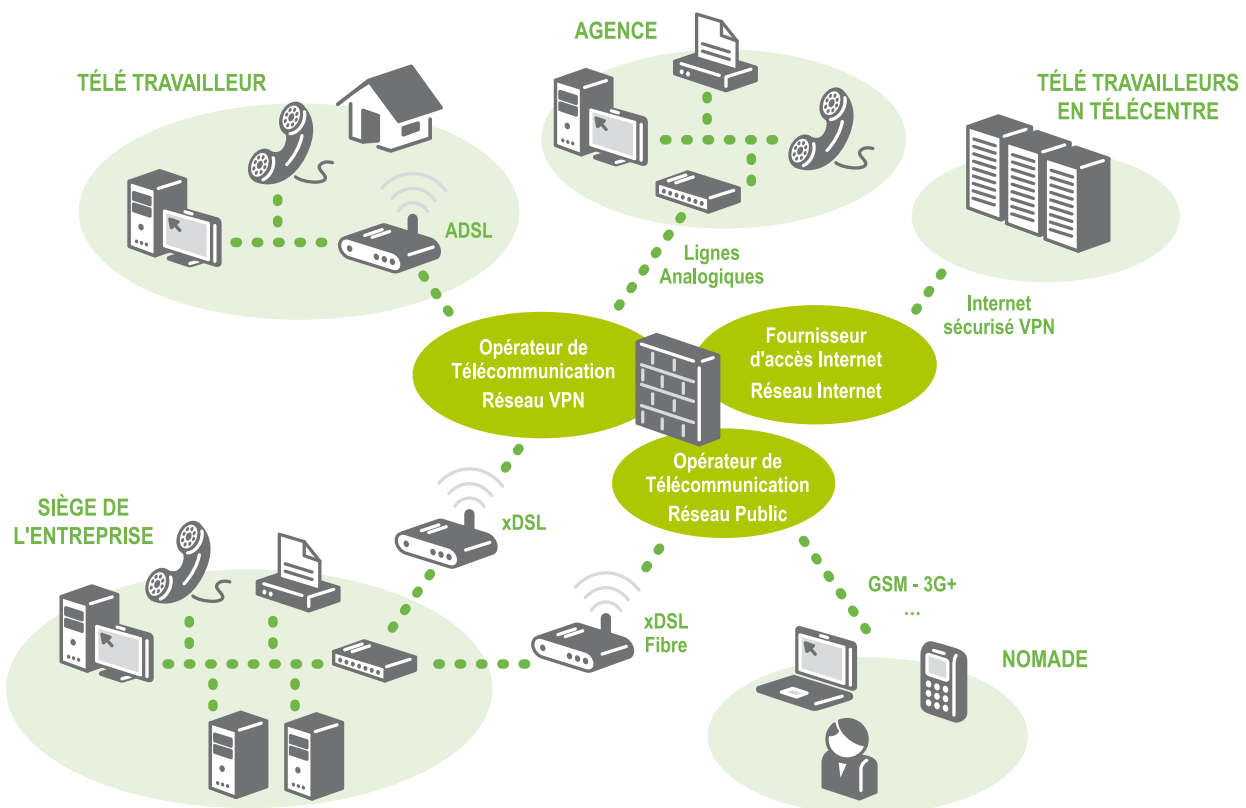 AGENCE
TÉLÉ TRAVAILLEUR
TÉLÉ TRAVAILLEURS
EN TÉLÉCENTRE
ADSL
Lignes
Analogiques
Internet
sécurisé VPN
Opérateur de
Télécommunication
Réseau VPN
Fournisseur
d'accès Internet
Réseau Internet
Opérateur de
Télécommunication
Réseau Public
SIÈGE DE
L'ENTREPRISE
xDSL
xDSL
Fibre
GSM - 3G+
...
NOMADE